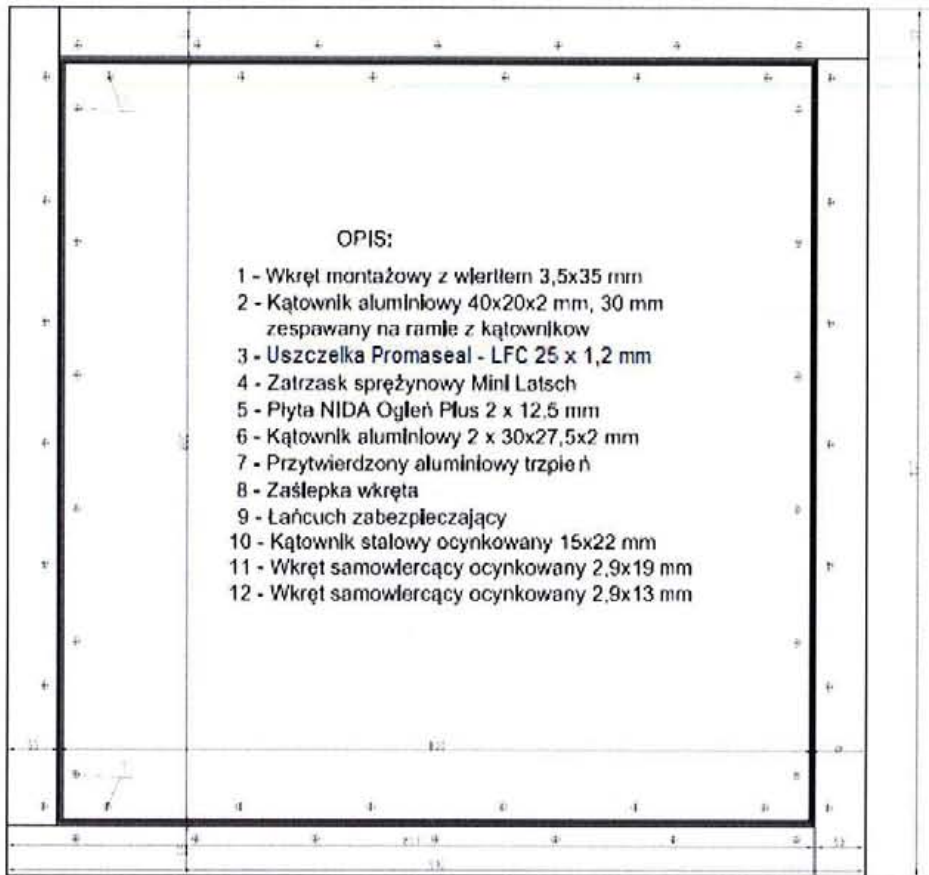 OPIS:
1 - Wkręt montażowy z wiertłem 3,5x35 mm
2 - Kątownik aluminiowy 40x20x2 mm, 30 mm
zespawany na ramie z kątownikow
3 - Uszczelka Promaseal - LFC 25 x 1,2 mm
4 - Zatrzask sprężynowy Mini Latsch
5 - Płyta NIDA Ogień Plus 2 x 12,5 mm
6 - Kątownik aluminiowy 2 x 30x27,5x2 mm
7 - Przytwierdzony aluminiowy trzpień
8 - Zaślepka wkręta
9 - Łańcuch zabezpieczający
10 - Kątownik stalowy ocynkowany 15x22 mm
11 - Wkręt samowiercący ocynkowany 2,9x19 mm
12 - Wkręt samowiercący ocynkowany 2,9x13 mm